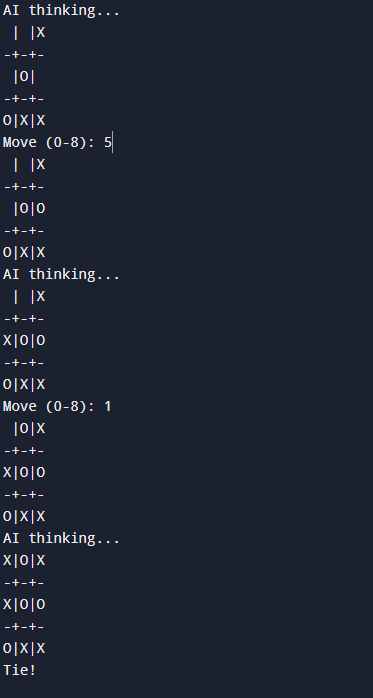 AI thinking...
 | |X
-+-+-
 |O|
-+-+-
O|X|X
Move (0-8): 5
 | |X
-+-+-
 |O|O
-+-+-
O|X|X
AI thinking...
 | |X
-+-+-
X|O|O
-+-+-
O|X|X
Move (0-8): 1
 |O|X
-+-+-
X|O|O
-+-+-
O|X|X
AI thinking...
X|O|X
-+-+-
X|O|O
-+-+-
O|X|X
Tie!